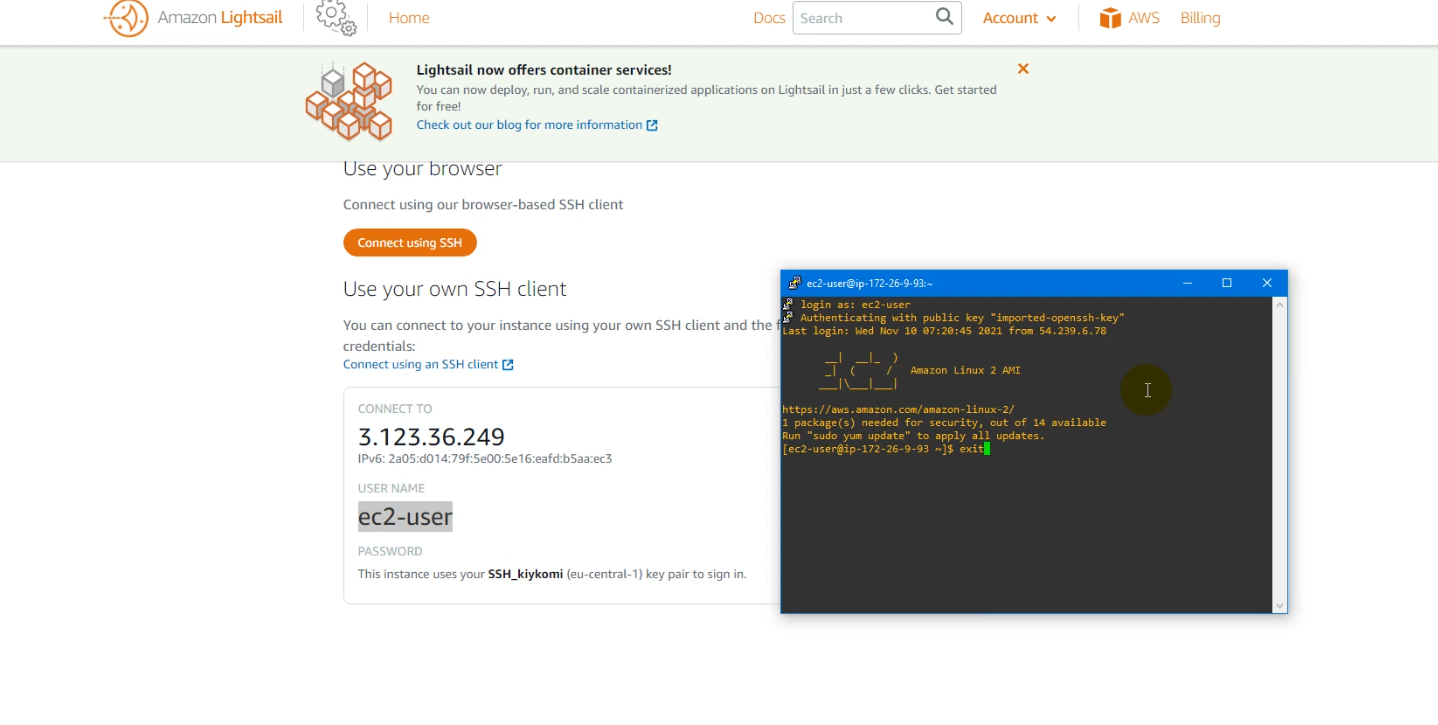 Amazon Lightsail
Home
Docs
Search
Account
AWS
Billing
Lightsail now offers container services!
You can now deploy, run, and scale containerized applications on Lightsail in just a few clicks. Get started
for free!
Check out our blog for more information
Use your browser
Connect using our browser-based SSH client
Connect using SSH
Use your own SSH client
You can connect to your instance using your own SSH client and the
credentials:
Connect using an SSH client
CONNECT TO
3.123.36.249
IPv6: 2a05:d014:79f:5e00:5e16:eafd:b5aa:ec3
USER NAME
ec2-user
PASSWORD
This instance uses your SSH_kiykomi (eu-central-1) key pair to sign in.
ec2-user@ip-172-26-9-93:~
login as: ec2-user
Authenticating with public key "imported-openssh-key"
Last login: Wed Nov 10 07:20:45 2021 from 54.239.6.78
__|  __|_  )
_|  (     /   Amazon Linux 2 AMI
___|\___|___|
https://aws.amazon.com/amazon-linux-2/
1 package(s) needed for security, out of 14 available
Run "sudo yum update" to apply all updates.
[ec2-user@ip-172-26-9-93 ~]$ exit